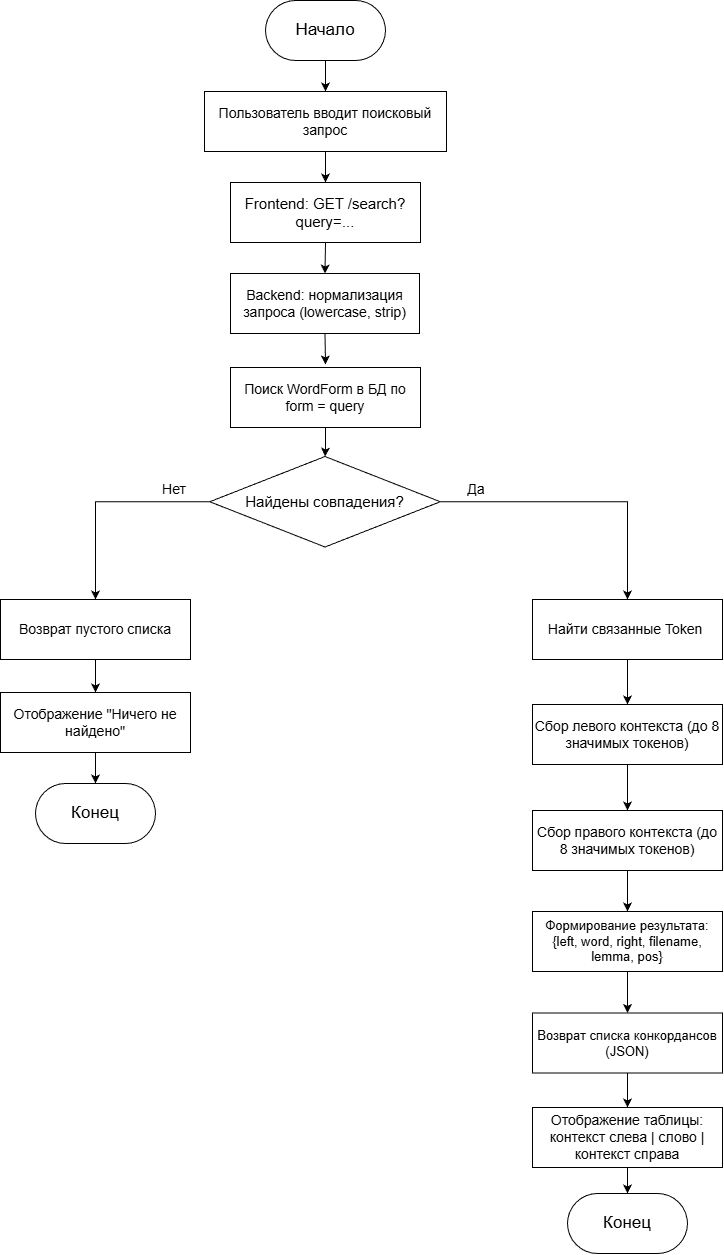 Начало
Пользователь вводит поисковый
запрос
Frontend: GET /search?
query=...
Backend: нормализация
запроса (lowercase, strip)
Поиск WordForm в БД по
form = query
Найдены совпадения?
Нет
Да
Возврат пустого списка
Отображение "Ничего не
найдено"
Конец
Найти связанные Token
Сбор левого контекста (до 8
значимых токенов)
Сбор правого контекста (до
8 значимых токенов)
Формирование результата:
{left, word, right, filename,
lemma, pos}
Возврат списка конкордансов
(JSON)
Отображение таблицы:
контекст слева | слово |
контекст справа
Конец